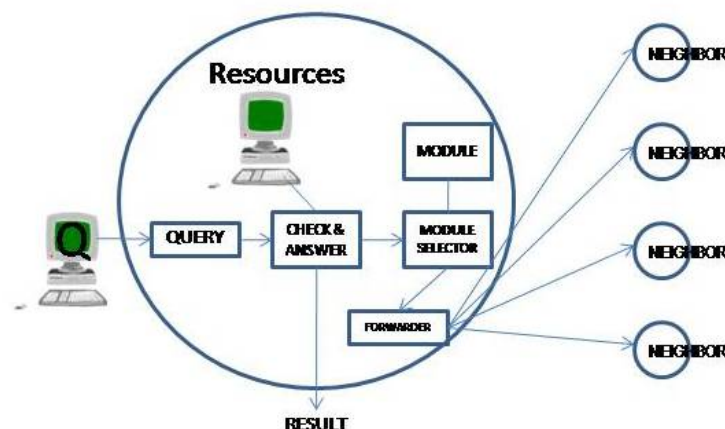 Resources
NEIGHBOR
NEIGHBOR
MODULE
Q
QUERY
CHECK &
ANSWER
MODULE
SELECTOR
NEIGHBOR
FORWARDER
NEIGHBOR
RESULT